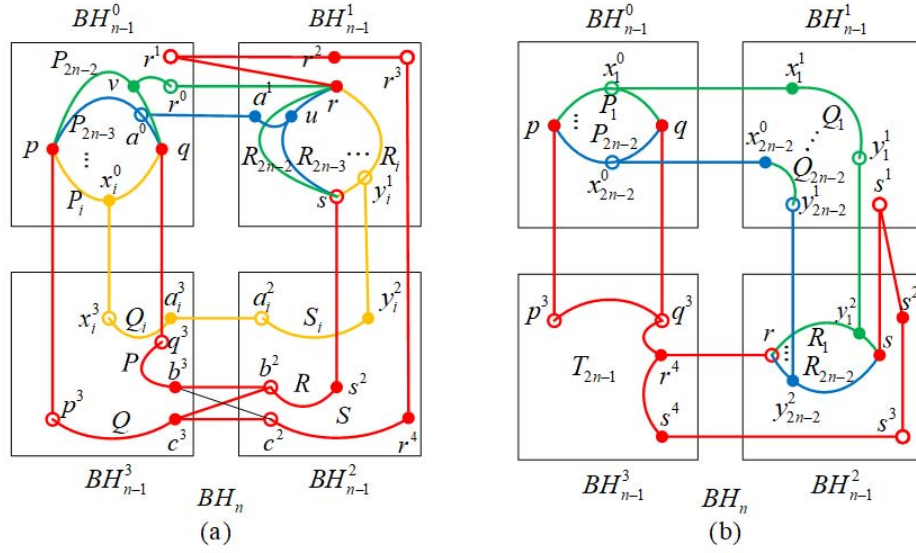 BH^0_{n-1} BH^1_{n-1} BH^0_{n-1} BH^1_{n-1}
P_{2n-2} r^1 r^2 r^3 x^0_1 x^1_1
v r^0 a^1 r P_1 Q_1
P_{2n-3} a^0 u p ... P_{2n-2} q x^0_{2n-2} ... y^1_1
p ... q R_{2n-2} R_{2n-3} ... R_i x^0_{2n-2} Q_{2n-2} s^1
P_i x^0_i s y^1_i y^1_{2n-2}
x^3_i Q_i a^3_i a^2_i S_i y^2_i p^3 q^3 y^2_1 s^2
P q^3 r R_1 s
b^3 b^2 R s^2 T_{2n-1} r^4 ... R_{2n-2}
p^3 Q c^3 c^2 S r^4 s^4 y^2_{2n-2} s^3
BH^3_{n-1} BH^2_{n-1} BH^3_{n-1} BH^2_{n-1}
BH_n BH_n
(a) (b)